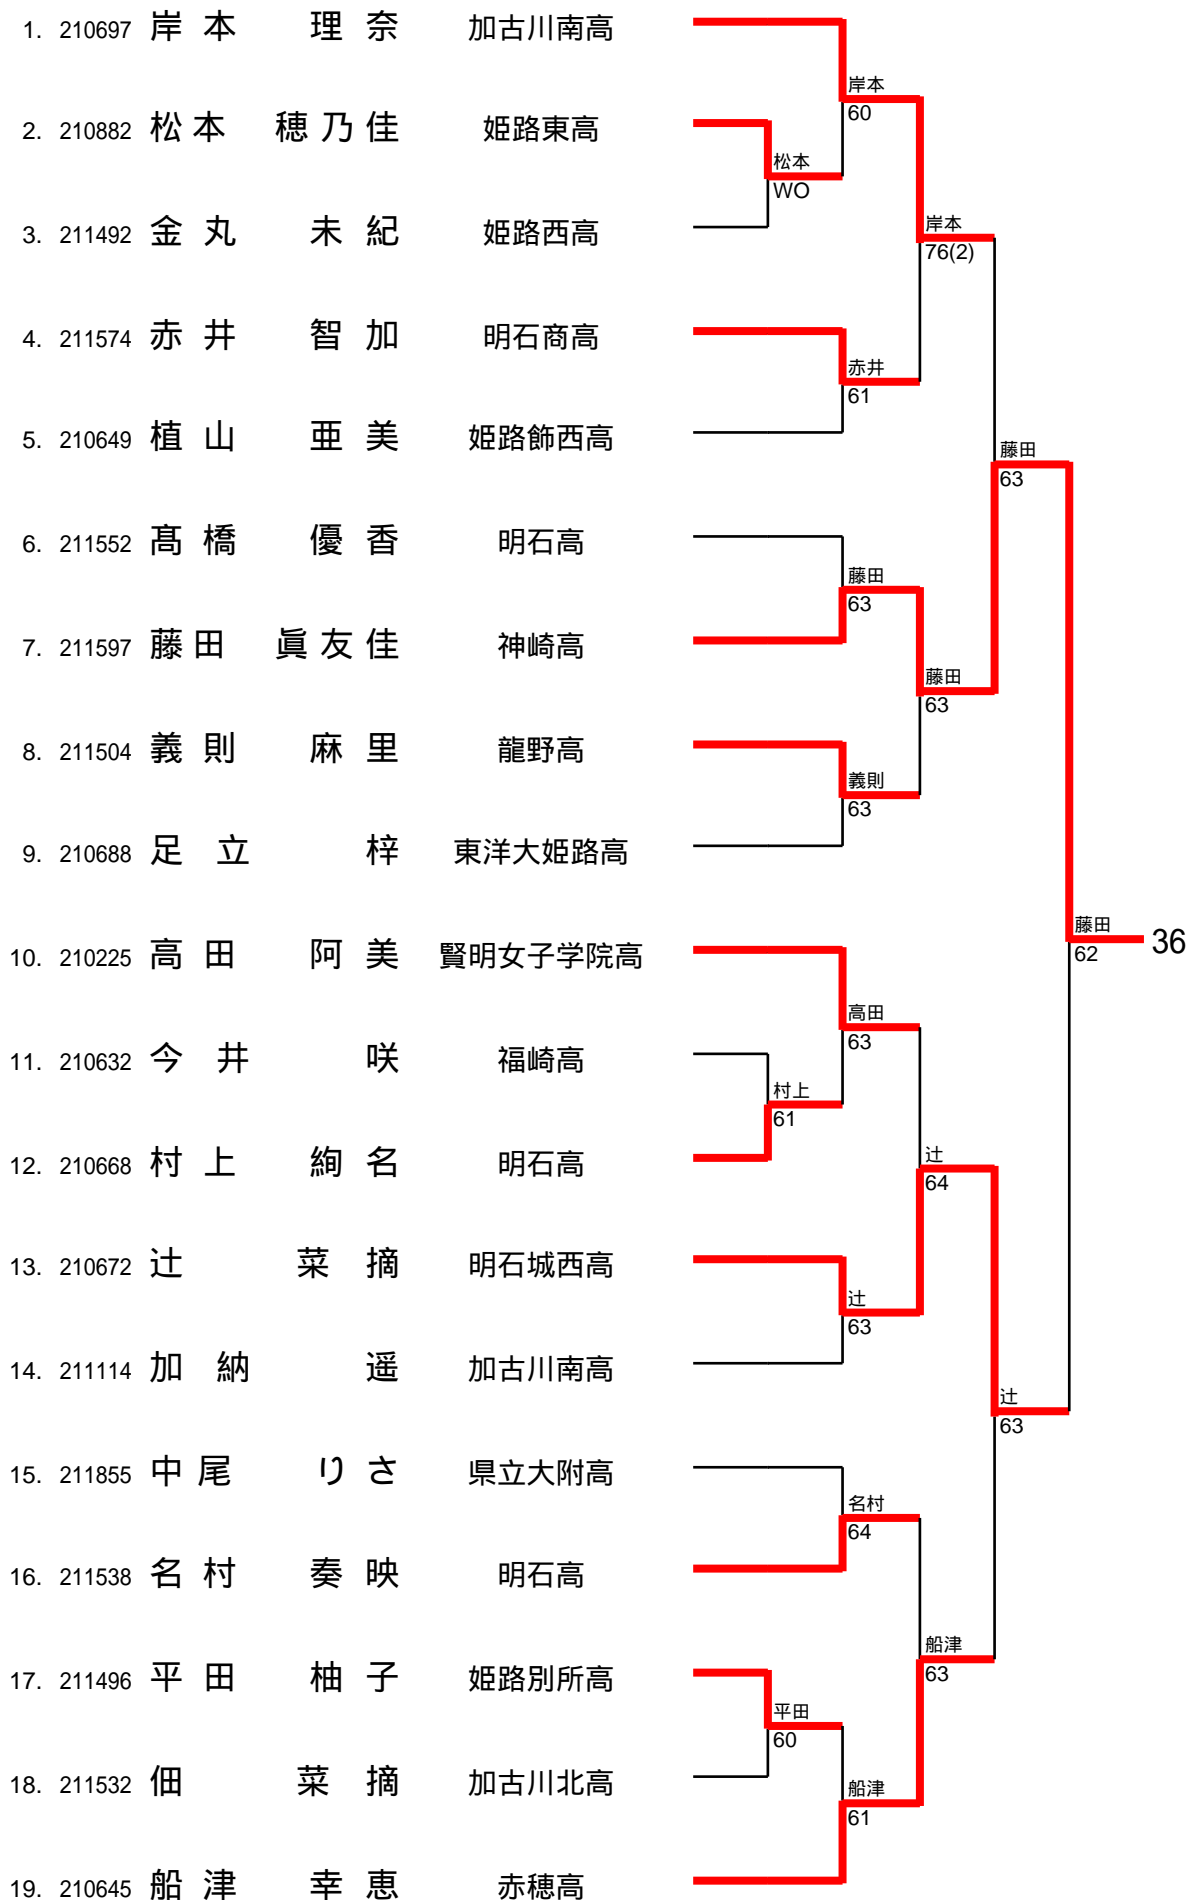 1. 210697 岸本 理奈 加古川南高
岸本
60
2. 210882 松本 穂乃佳 姫路東高
松本
WO
3. 211492 金丸 未紀 姫路西高
岸本
76(2)
4. 211574 赤井 智加 明石商高
赤井
61
5. 210649 植山 亜美 姫路飾西高
藤田
63
6. 211552 髙橋 優香 明石高
藤田
63
7. 211597 藤田 眞友佳 神崎高
藤田
63
8. 211504 義則 麻里 龍野高
義則
63
9. 210688 足立 梓 東洋大姫路高
藤田
62
36
10. 210225 高田 阿美 賢明女子学院高
高田
63
11. 210632 今井 咲 福崎高
村上
61
12. 210668 村上 絢名 明石高
辻
64
13. 210672 辻 菜摘 明石城西高
辻
63
14. 211114 加納 遥 加古川南高
辻
63
15. 211855 中尾 りさ 県立大附高
名村
64
16. 211538 名村 奏映 明石高
船津
63
17. 211496 平田 柚子 姫路別所高
平田
60
18. 211532 佃 菜摘 加古川北高
船津
61
19. 210645 船津 幸恵 赤穂高